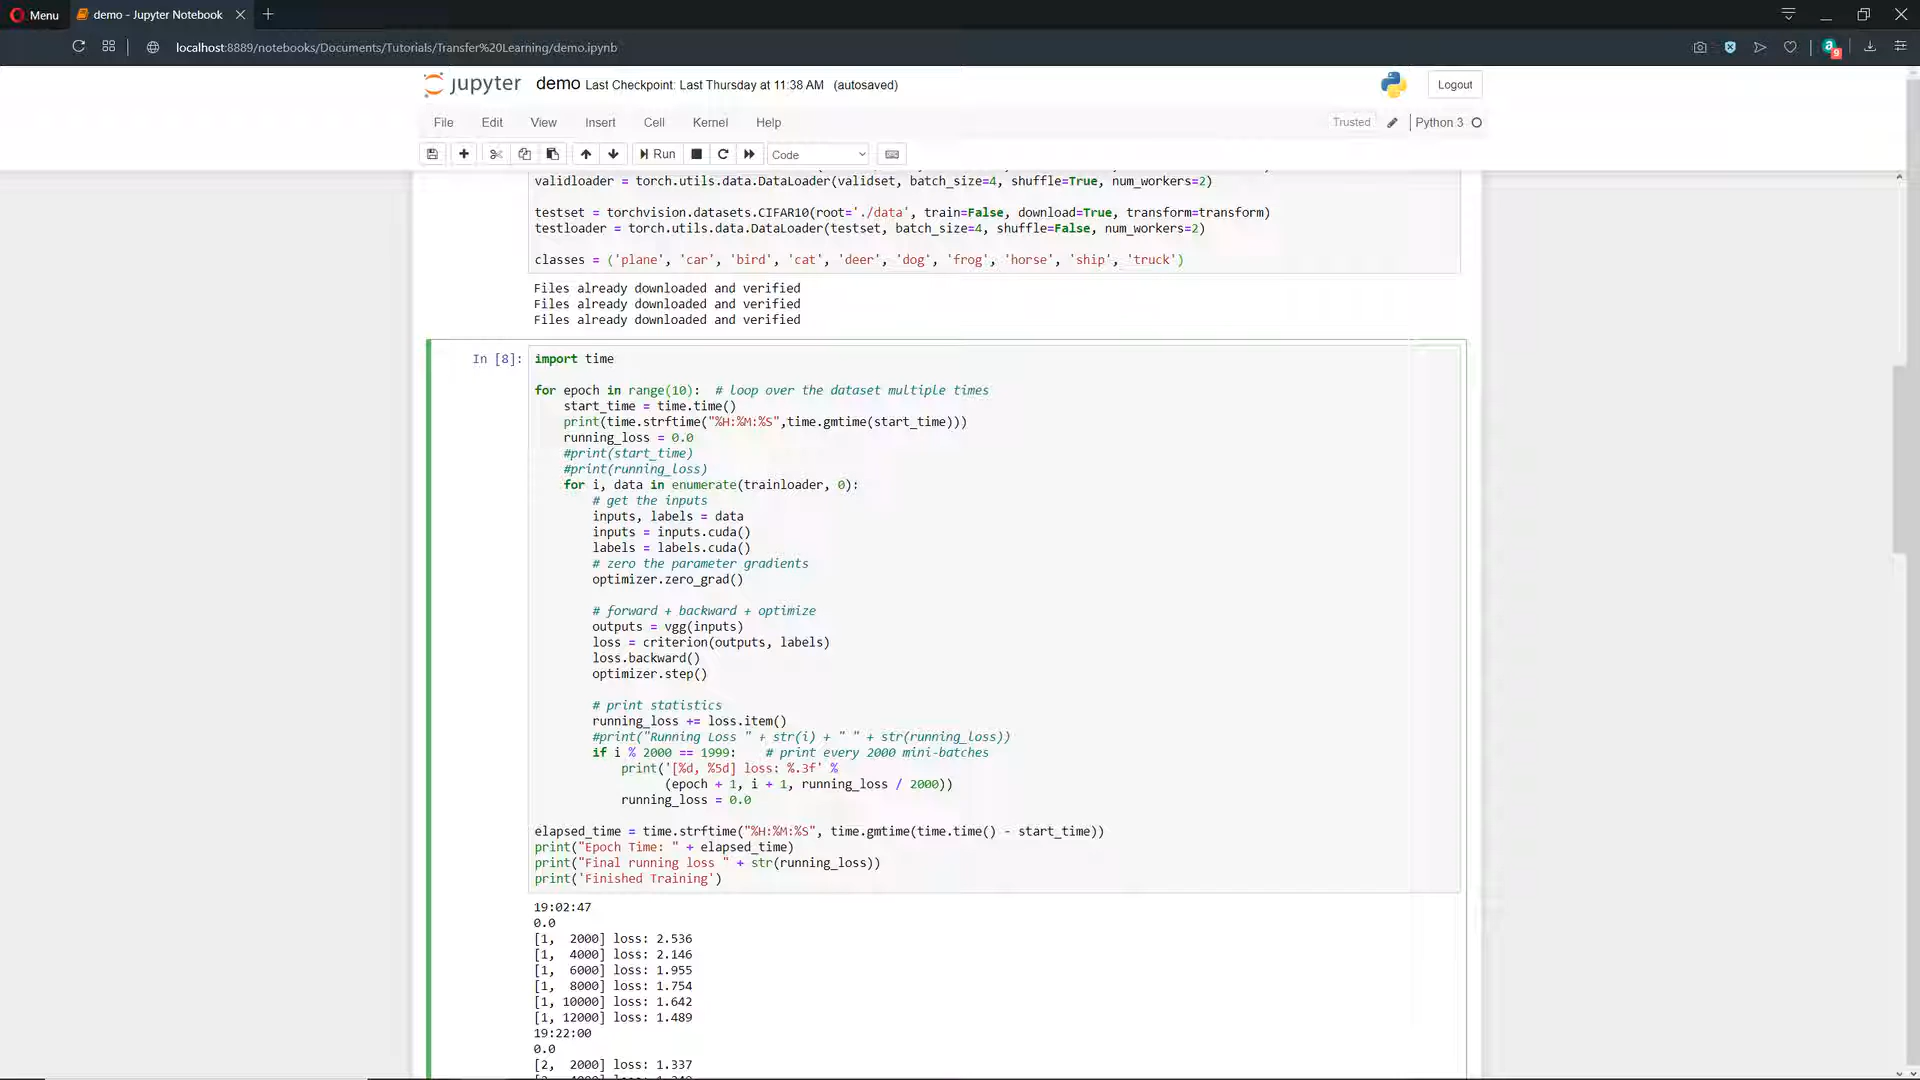 Menu
demo - Jupyter Notebook
localhost:8889/notebooks/Documents/Tutorials/Transfer%20Learning/demo.ipynb
9
jupyter demo Last Checkpoint: Last Thursday at 11:38 AM (autosaved)
Logout
File Edit View Insert Cell Kernel Help
Trusted Python 3
Run Code
validloader = torch.utils.data.DataLoader(validset, batch_size=4, shuffle=True, num_workers=2)
testset = torchvision.datasets.CIFAR10(root='./data', train=False, download=True, transform=transform)
testloader = torch.utils.data.DataLoader(testset, batch_size=4, shuffle=False, num_workers=2)
classes = ('plane', 'car', 'bird', 'cat', 'deer', 'dog', 'frog', 'horse', 'ship', 'truck')
Files already downloaded and verified
Files already downloaded and verified
Files already downloaded and verified
In [8]:
import time
for epoch in range(10):  # loop over the dataset multiple times
    start_time = time.time()
    print(time.strftime("%H:%M:%S",time.gmtime(start_time)))
    running_loss = 0.0
    #print(start_time)
    #print(running_loss)
    for i, data in enumerate(trainloader, 0):
        # get the inputs
        inputs, labels = data
        inputs = inputs.cuda()
        labels = labels.cuda()
        # zero the parameter gradients
        optimizer.zero_grad()
        # forward + backward + optimize
        outputs = vgg(inputs)
        loss = criterion(outputs, labels)
        loss.backward()
        optimizer.step()
        # print statistics
        running_loss += loss.item()
        #print("Running Loss " + str(i) + " " + str(running_loss))
        if i % 2000 == 1999:    # print every 2000 mini-batches
            print('[%d, %5d] loss: %.3f' %
                  (epoch + 1, i + 1, running_loss / 2000))
            running_loss = 0.0
elapsed_time = time.strftime("%H:%M:%S", time.gmtime(time.time() - start_time))
print("Epoch Time: " + elapsed_time)
print("Final running loss " + str(running_loss))
print('Finished Training')
19:02:47
0.0
[1,  2000] loss: 2.536
[1,  4000] loss: 2.146
[1,  6000] loss: 1.955
[1,  8000] loss: 1.754
[1, 10000] loss: 1.642
[1, 12000] loss: 1.489
19:22:00
0.0
[2,  2000] loss: 1.337